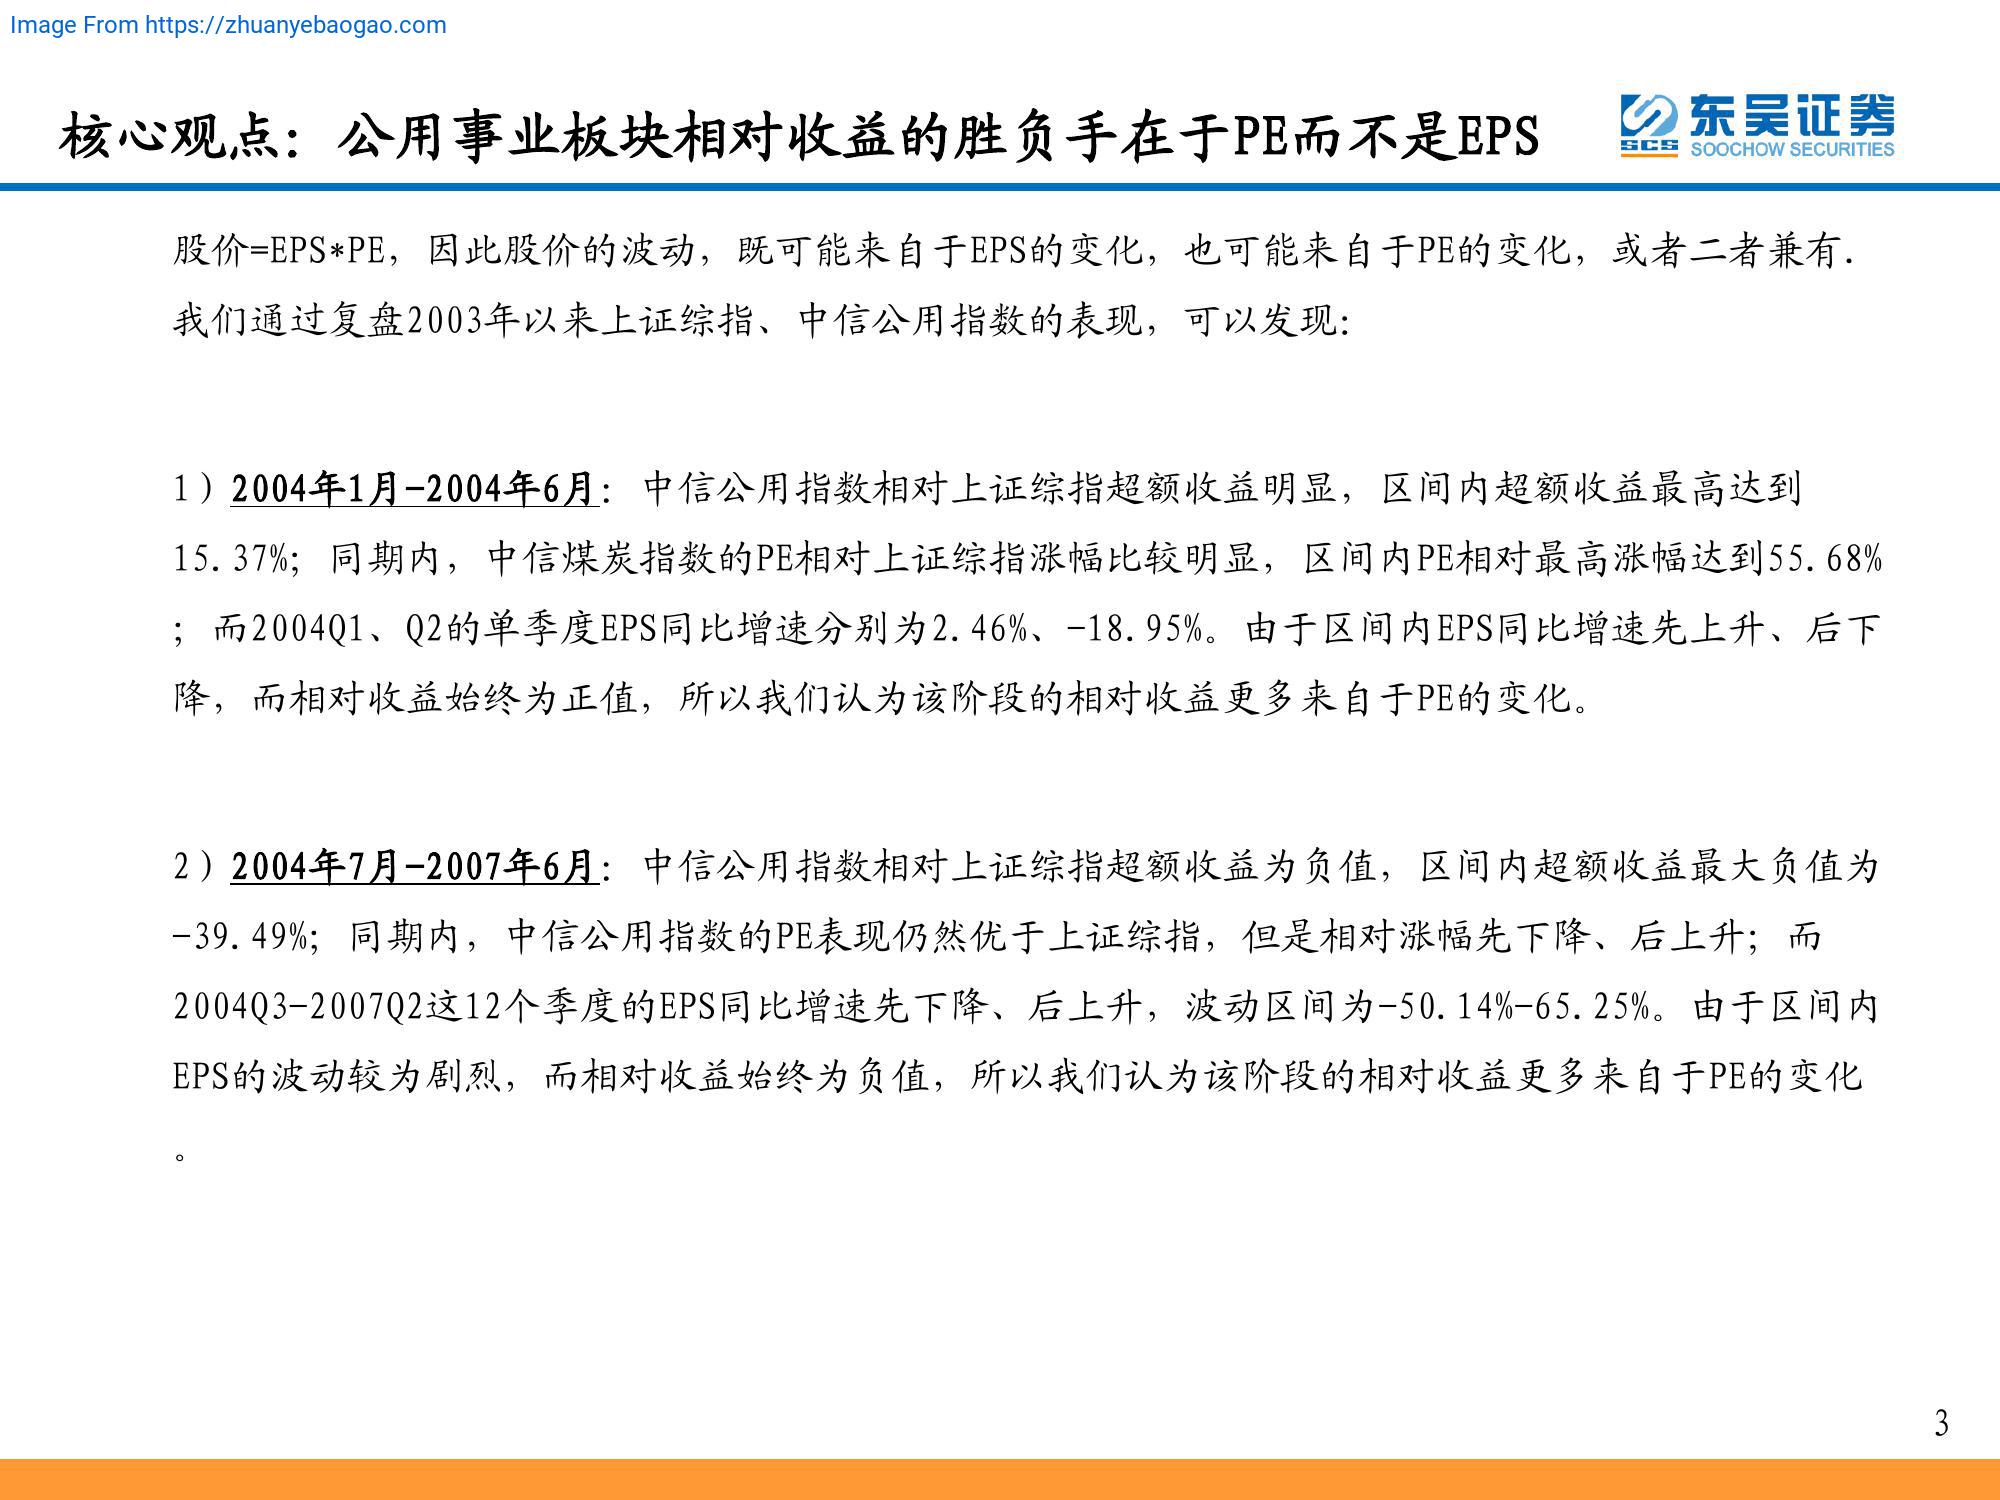 Image From https://zhuanyebaogao.com
核心观点：公用事业板块相对收益的胜负手在于PE而不是EPS
SCS
东吴证券
SOOCHOW SECURITIES
股价=EPS*PE，因此股价的波动，既可能来自于EPS的变化，也可能来自于PE的变化，或者二者兼有.
我们通过复盘2003年以来上证综指、中信公用指数的表现，可以发现：
1）2004年1月-2004年6月：中信公用指数相对上证综指超额收益明显，区间内超额收益最高达到
15.37%；同期内，中信煤炭指数的PE相对上证综指涨幅比较明显，区间内PE相对最高涨幅达到55.68%
；而2004Q1、Q2的单季度EPS同比增速分别为2.46%、-18.95%。由于区间内EPS同比增速先上升、后下
降，而相对收益始终为正值，所以我们认为该阶段的相对收益更多来自于PE的变化。
2）2004年7月-2007年6月：中信公用指数相对上证综指超额收益为负值，区间内超额收益最大负值为
-39.49%；同期内，中信公用指数的PE表现仍然优于上证综指，但是相对涨幅先下降、后上升；而
2004Q3-2007Q2这12个季度的EPS同比增速先下降、后上升，波动区间为-50.14%-65.25%。由于区间内
EPS的波动较为剧烈，而相对收益始终为负值，所以我们认为该阶段的相对收益更多来自于PE的变化
。
3